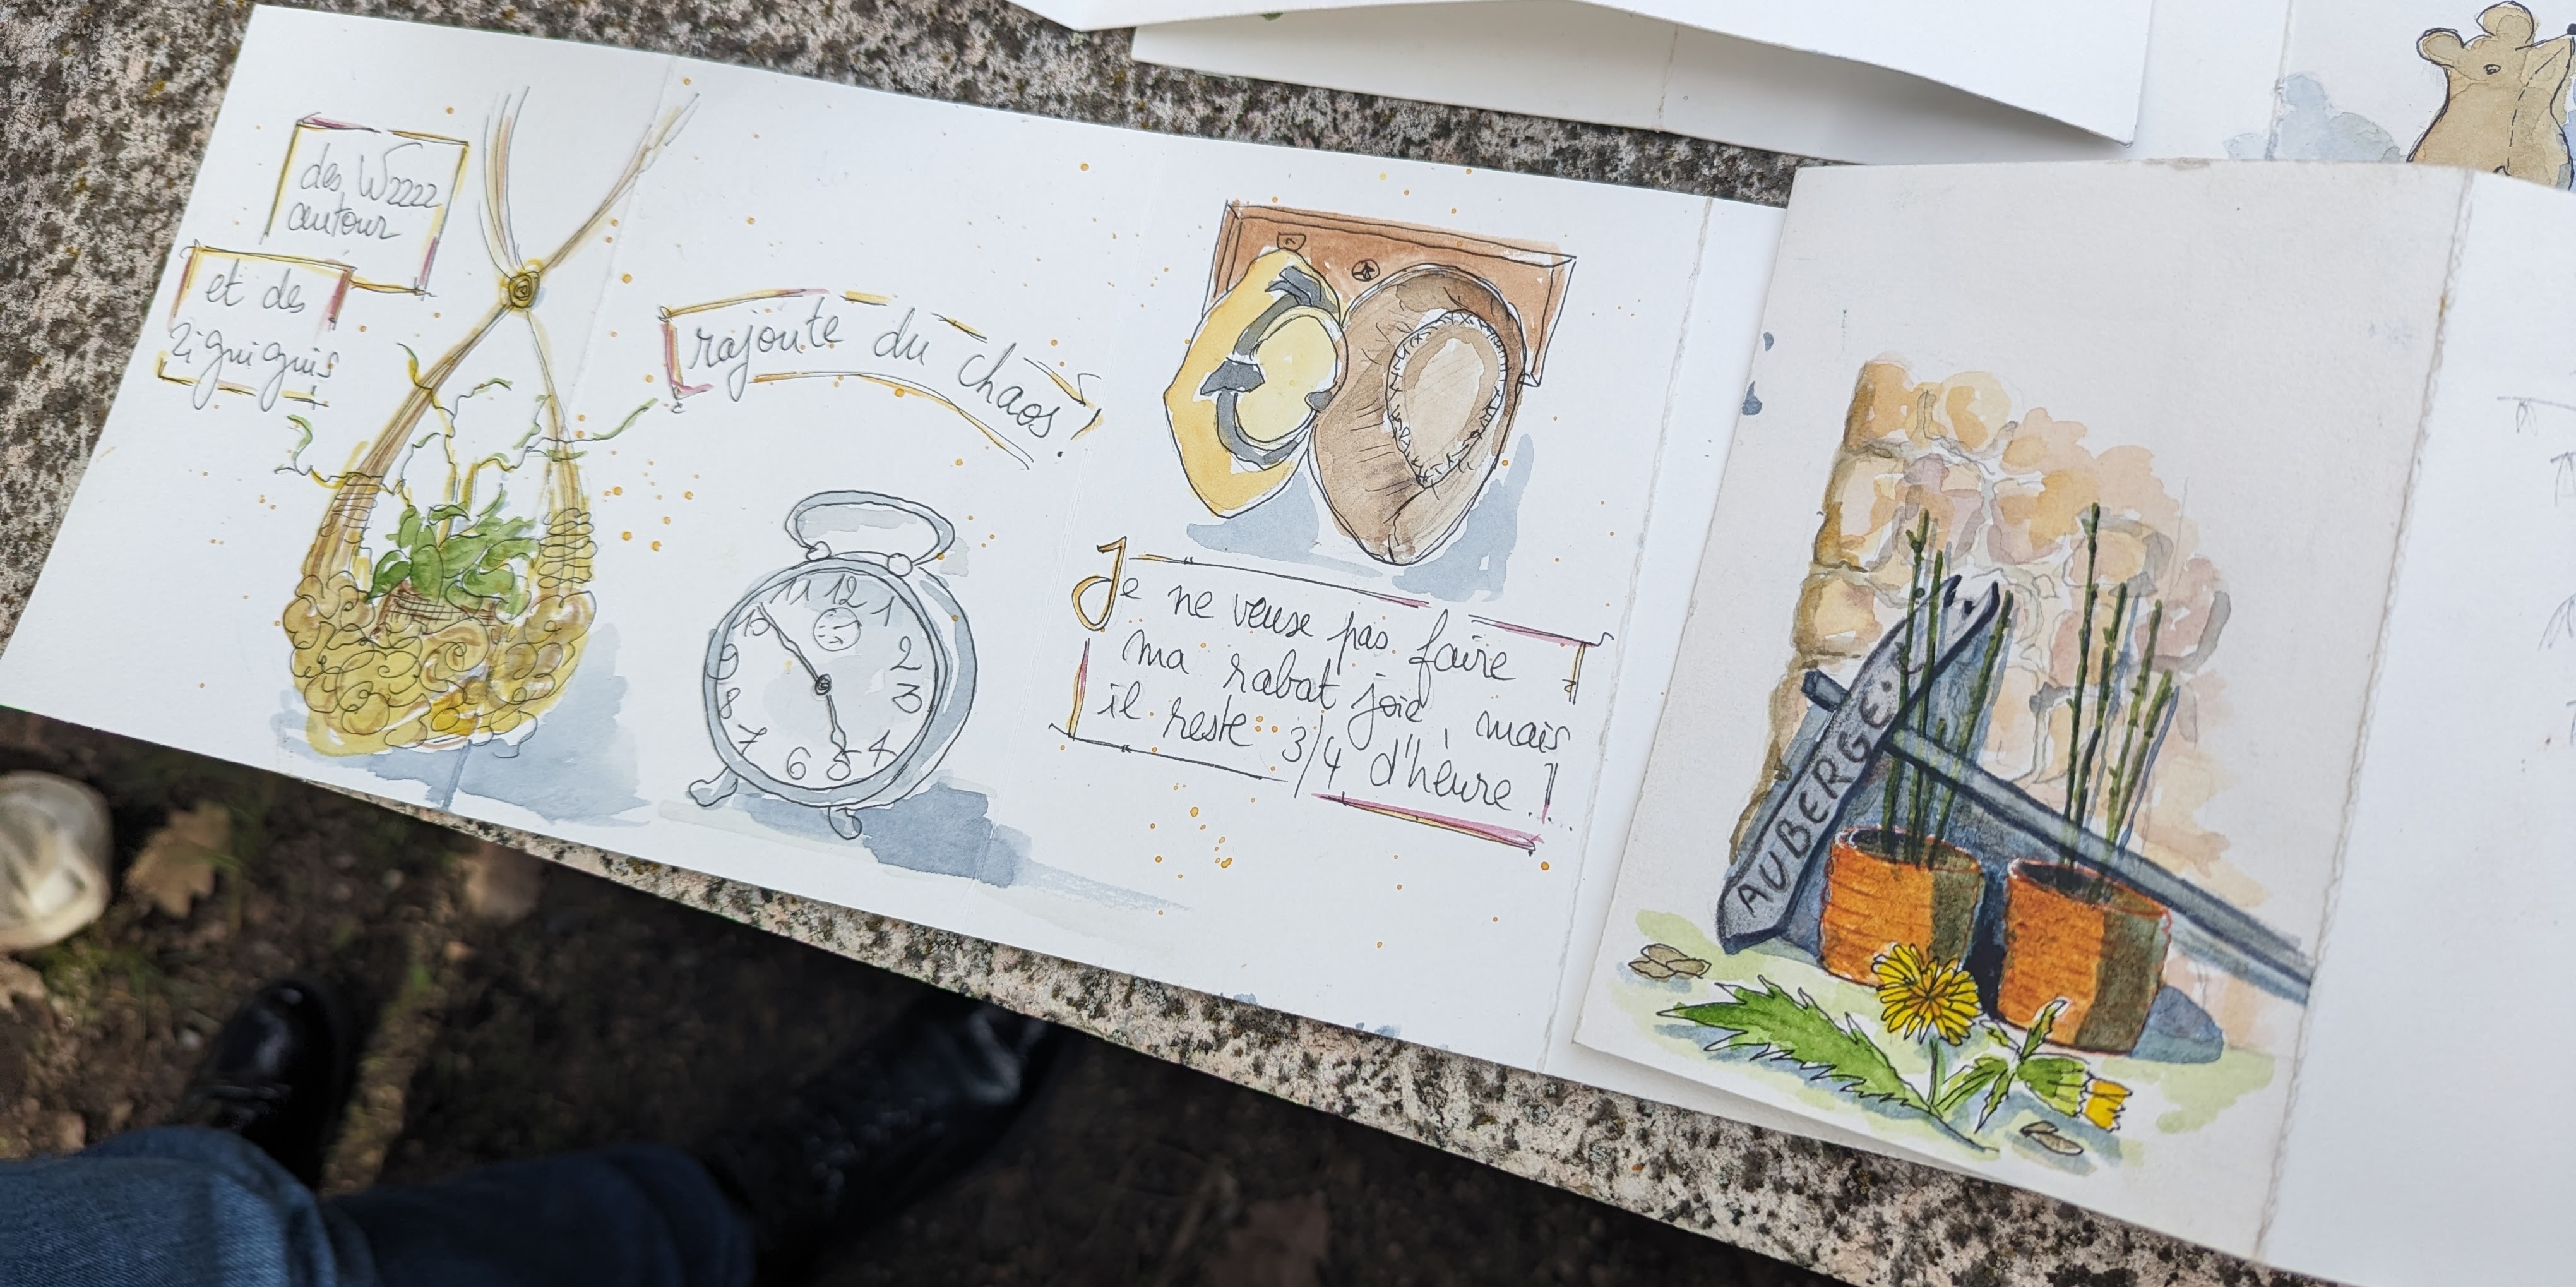 des Wzzzz
autour
et des
ziguiguis
!
rajoute du chaos !
11 12 1
10
2
9
3
8
7
6
5
4
Je ne veuse pas faire
ma rabat joie, mais
il reste 3/4 d'heure !
AUBERGE